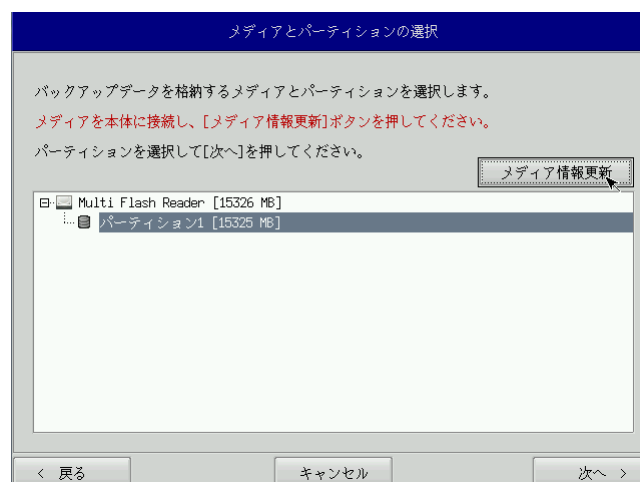 メディアとパーティションの選択
バックアップデータを格納するメディアとパーティションを選択します。
メディアを本体に接続し、[メディア情報更新]ボタンを押してください。
パーティションを選択して[次へ]を押してください。
メディア情報更新
Multi Flash Reader [15326 MB]
パーティション1 [15325 MB]
< 戻る
キャンセル
次へ >